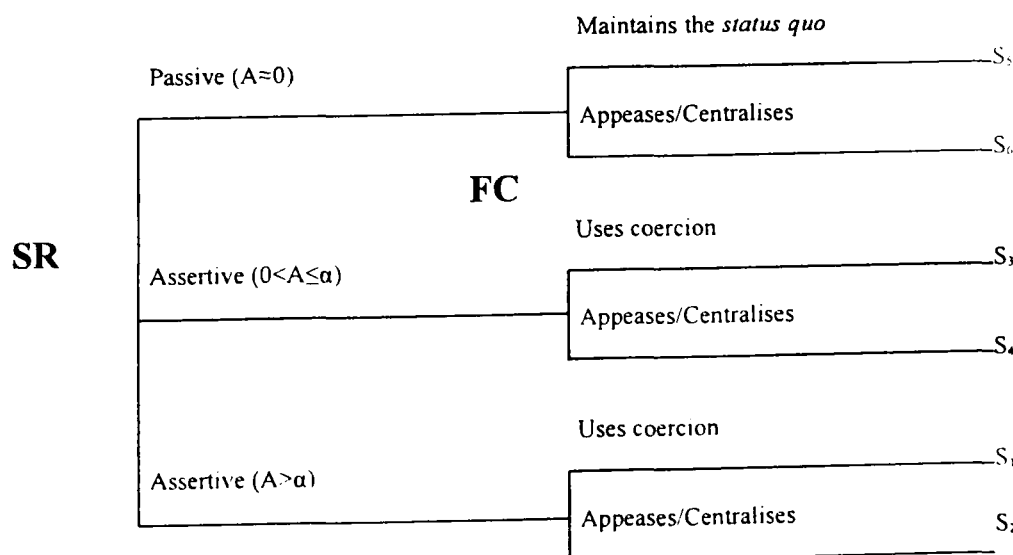 Maintains the status quo
Passive (A=0)
S₅
Appeases/Centralises
S₆
FC
Uses coercion
SR
Assertive (0<A≤α)
S₃
Appeases/Centralises
S₄
Uses coercion
Assertive (A>α)
S₁
Appeases/Centralises
S₂